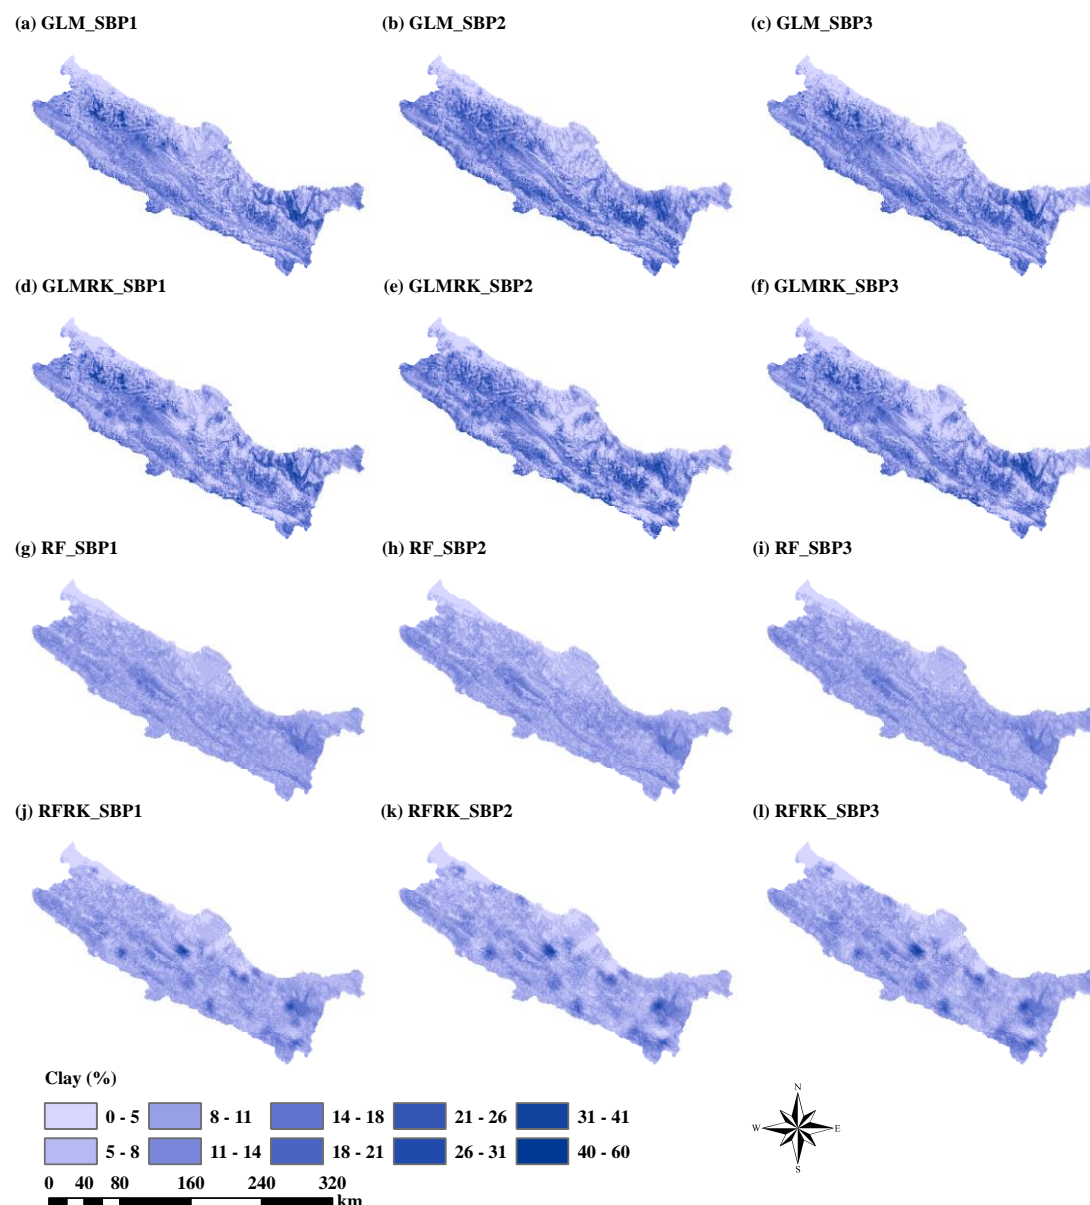 (a) GLM_SBP1
(b) GLM_SBP2
(c) GLM_SBP3
(d) GLMRK_SBP1
(e) GLMRK_SBP2
(f) GLMRK_SBP3
(g) RF_SBP1
(h) RF_SBP2
(i) RF_SBP3
(j) RFRK_SBP1
(k) RFRK_SBP2
(l) RFRK_SBP3
Clay (%)
0 - 5
8 - 11
14 - 18
21 - 26
31 - 41
5 - 8
11 - 14
18 - 21
26 - 31
40 - 60
0 40 80 160 240 320
km
N
W E
S